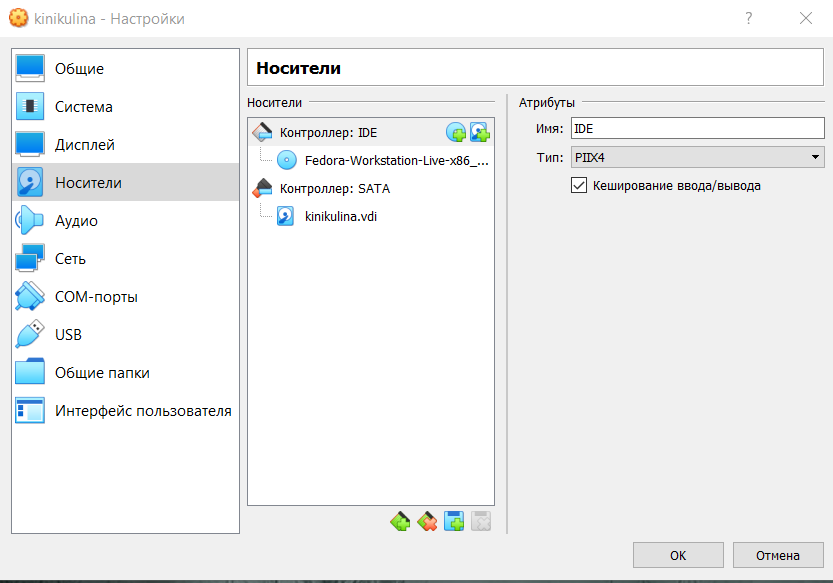 kinikulina - Настройки
?
Общие
Система
Дисплей
Носители
Аудио
Сеть
COM-порты
USB
Общие папки
Интерфейс пользователя
Носители
Носители
Контроллер: IDE
Fedora-Workstation-Live-x86_...
Контроллер: SATA
kinikulina.vdi
Атрибуты
Имя: IDE
Тип: PIIX4
Кеширование ввода/вывода
OK
Отмена